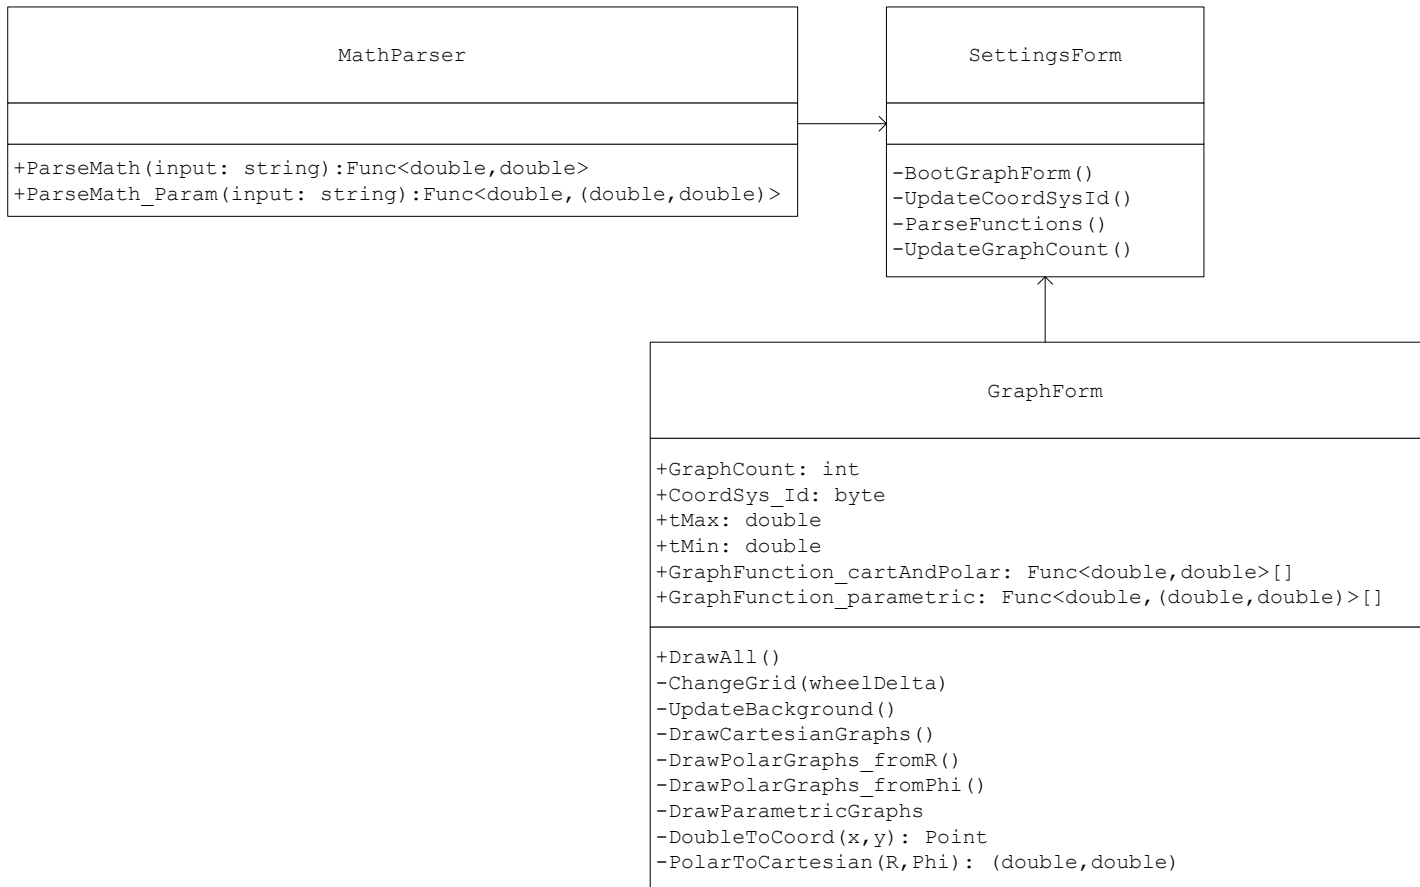 MathParser
+ParseMath(input: string):Func<double,double>
+ParseMath_Param(input: string):Func<double,(double,double)>
SettingsForm
-BootGraphForm()
-UpdateCoordSysId()
-ParseFunctions()
-UpdateGraphCount()
GraphForm
+GraphCount: int
+CoordSys_Id: byte
+tMax: double
+tMin: double
+GraphFunction_cartAndPolar: Func<double,double>[]
+GraphFunction_parametric: Func<double,(double,double)>[]
+DrawAll()
-ChangeGrid(wheelDelta)
-UpdateBackground()
-DrawCartesianGraphs()
-DrawPolarGraphs_fromR()
-DrawPolarGraphs_fromPhi()
-DrawParametricGraphs
-DoubleToCoord(x,y): Point
-PolarToCartesian(R,Phi): (double,double)